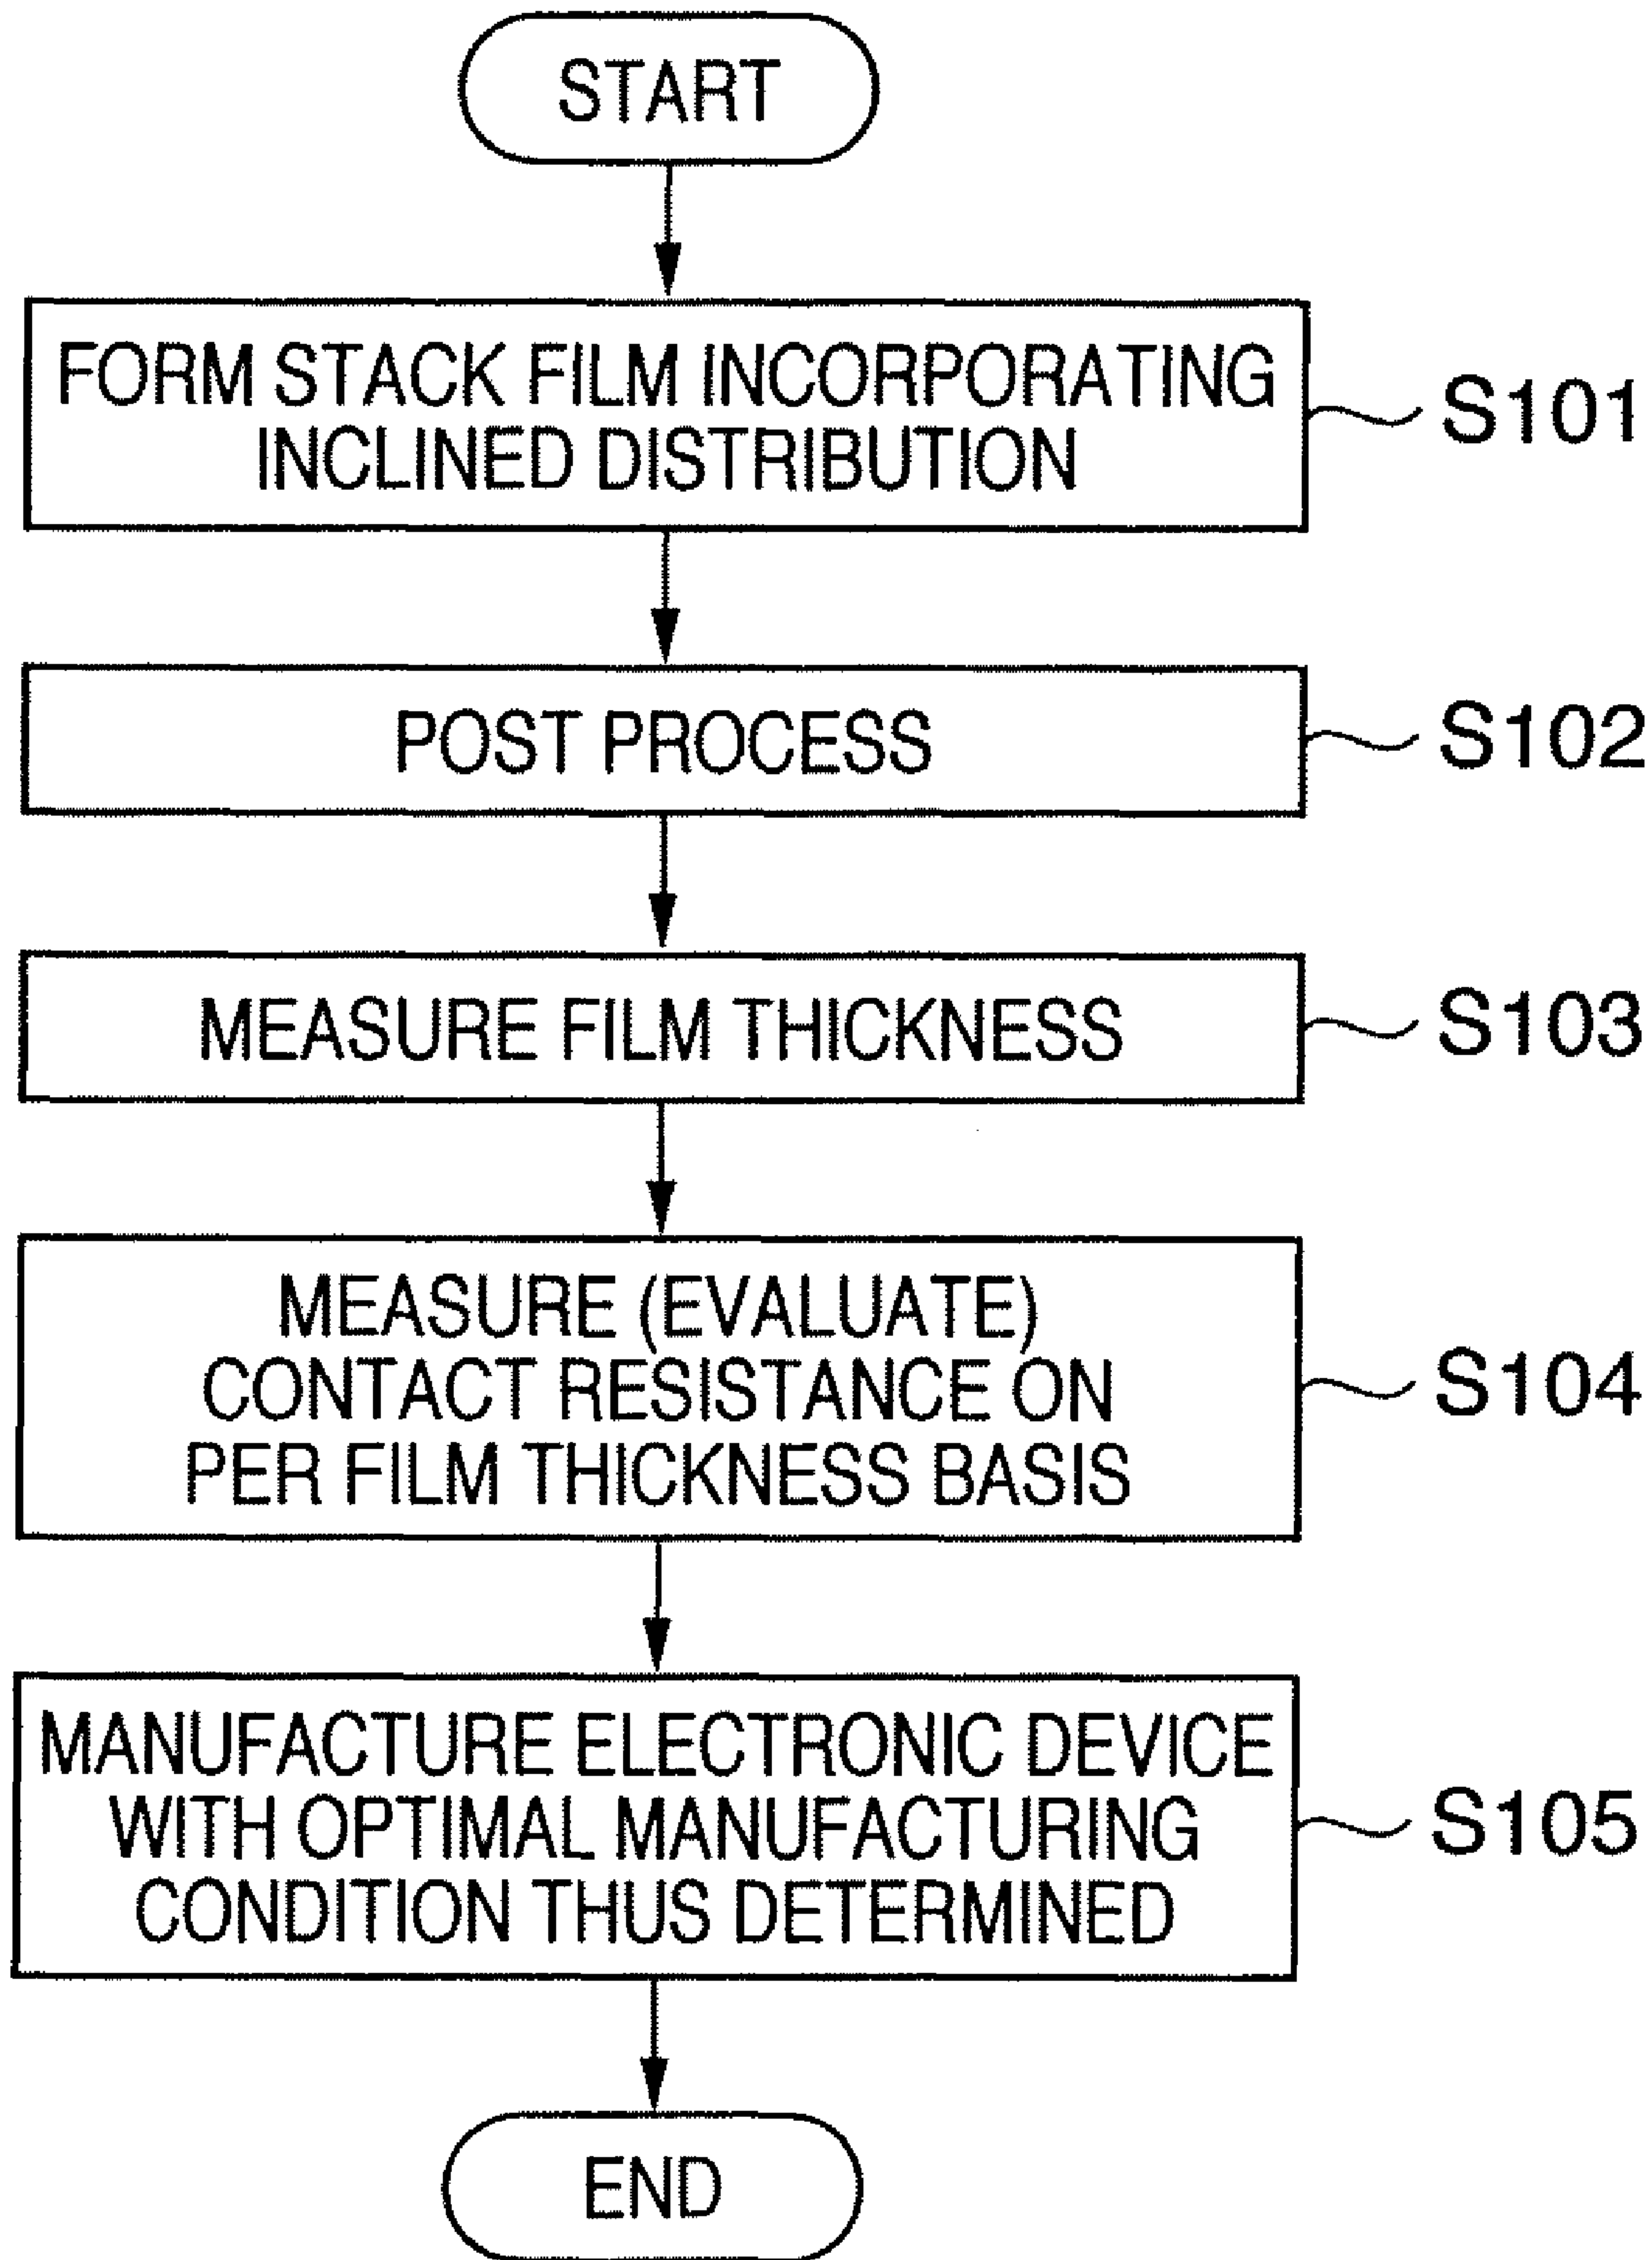 START
FORM STACK FILM INCORPORATING
INCLINED DISTRIBUTION
S101
POST PROCESS
S102
MEASURE FILM THICKNESS
S103
MEASURE (EVALUATE)
CONTACT RESISTANCE ON
PER FILM THICKNESS BASIS
S104
MANUFACTURE ELECTRONIC DEVICE
WITH OPTIMAL MANUFACTURING
CONDITION THUS DETERMINED
S105
END